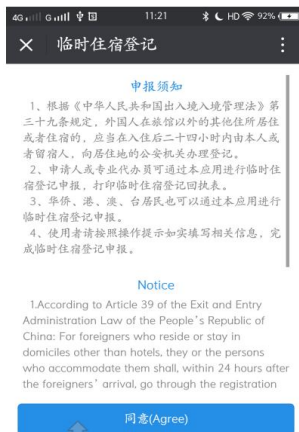 4G G 11:21 HD 92%
× 临时住宿登记
申报须知
1、根据《中华人民共和国出入境入境管理法》第
三十九条规定，外国人在旅馆以外的其他住所居住
或者住宿的，应当在入住后二十四小时内由本人或
者留宿人，向居住地的公安机关办理登记。
2、申请人或专业代办员可通过本应用进行临时住
宿登记申报，打印临时住宿登记回执表。
3、华侨、港、澳、台居民也可以通过本应用进行
临时住宿登记申报。
4、使用者请按照操作提示如实填写相关信息，完
成临时住宿登记申报。
Notice
1.According to Article 39 of the Exit and Entry
Administration Law of the People's Republic of
China: For foreigners who reside or stay in
domiciles other than hotels, they or the persons
who accommodate them shall, within 24 hours after
the foreigners' arrival, go through the registration
同意(Agree)